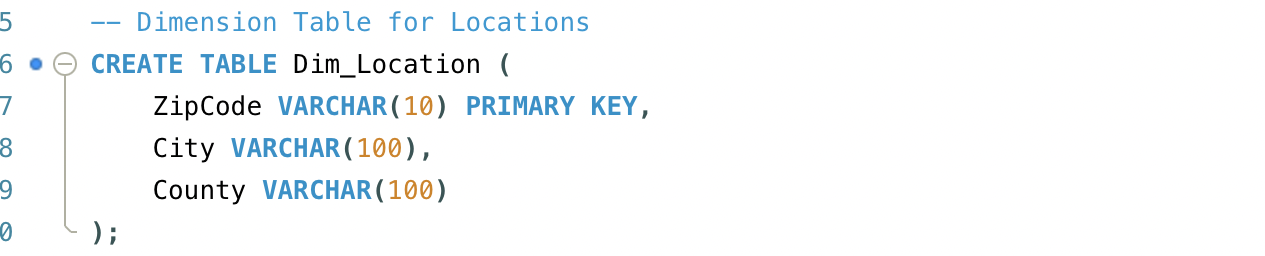 5 -- Dimension Table for Locations
6 CREATE TABLE Dim_Location (
7 ZipCode VARCHAR(10) PRIMARY KEY,
8 City VARCHAR(100),
9 County VARCHAR(100)
0 );